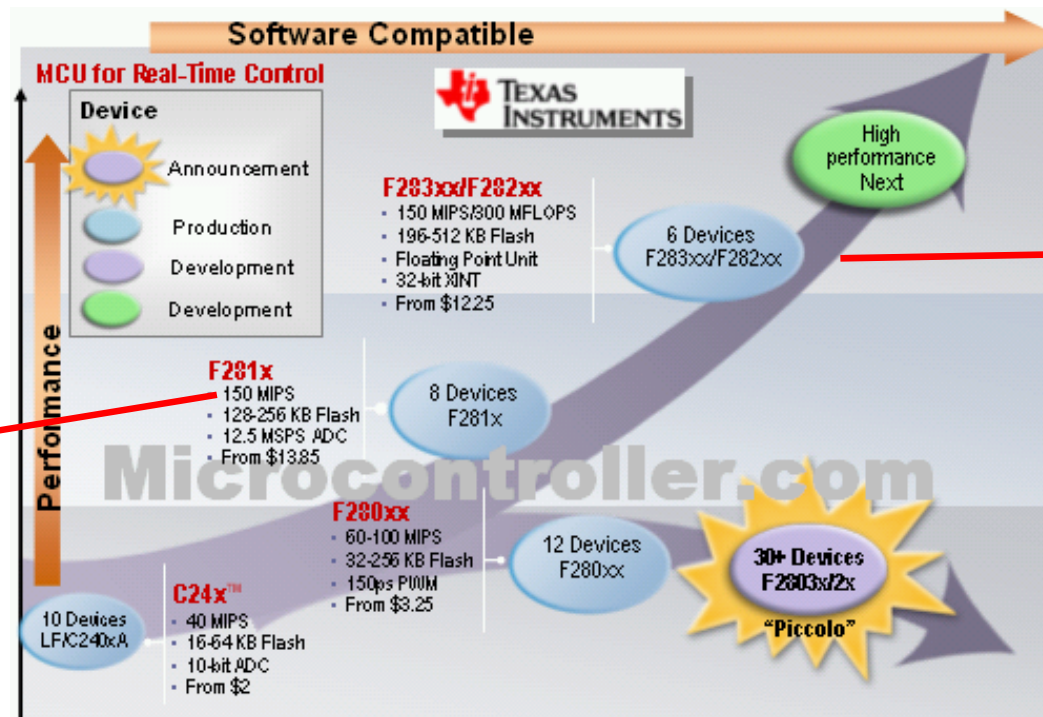 Software Compatible
MCU for Real-Time Control
Device
Announcement
Production
Development
Development
TEXAS
INSTRUMENTS
High
performance
Next
F283xx/F282xx
• 150 MIPS/300 MFLOPS
• 196-512 KB Flash
• Floating Point Unit
• 32-bit XINT
• From $12.25
6 Devices
F283xx/F282xx
Performance
F281x
• 150 MIPS
• 128-256 KB Flash
• 12.5 MSPS ADC
• From $13.85
8 Devices
F281x
Microcontroller.com
F280xx
• 60-100 MIPS
• 32-256 KB Flash
• 150ps PWM
• From $3.25
12 Devices
F280xx
30+ Devices
F2803x/2x
"Piccolo"
10 Devices
LF/C240xA
C24x™
• 40 MIPS
• 16-64 KB Flash
• 10-bit ADC
• From $2